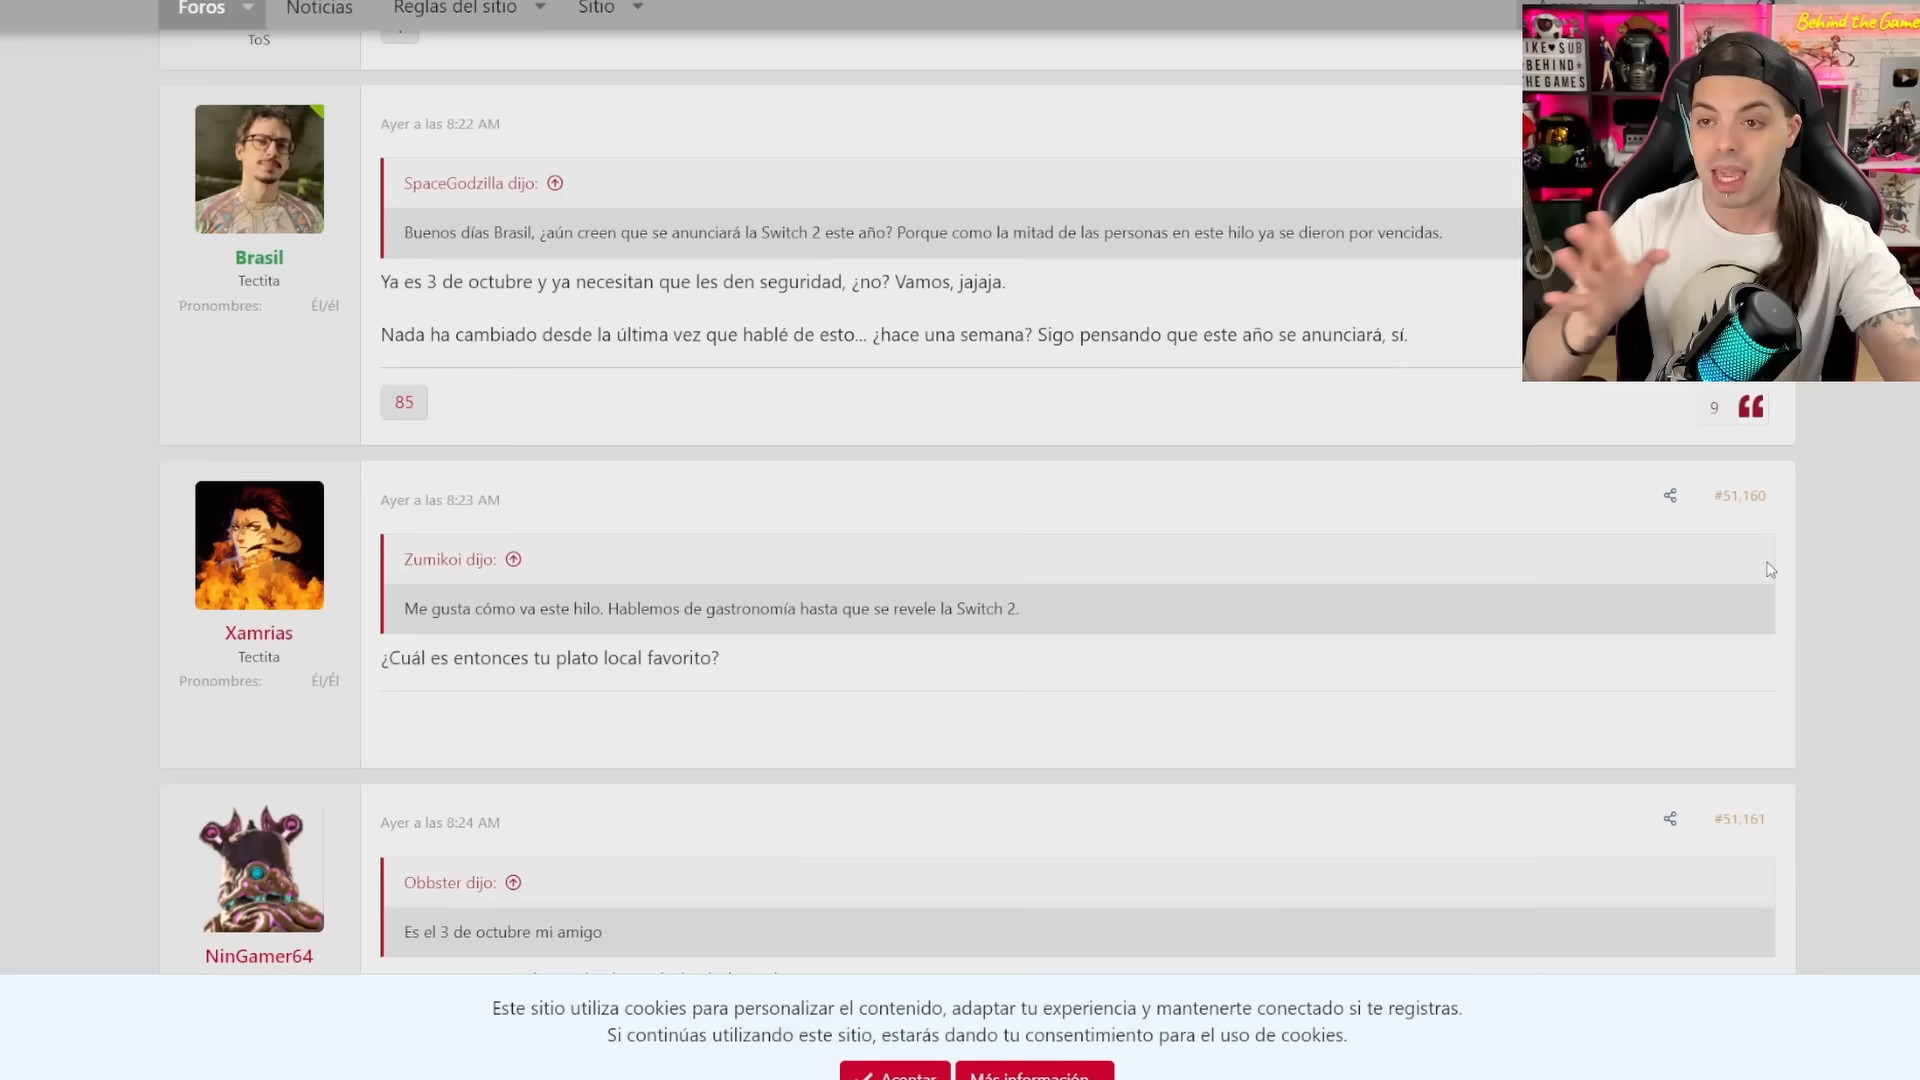 Foros
Noticias
Reglas del sitio
Sitio
ToS
Behind the Game
IKE♥SUB
BEHIND
THE GAMES
Brasil
Tectita
Pronombres: Él/él
Ayer a las 8:22 AM
SpaceGodzilla dijo:
Buenos días Brasil, ¿aún creen que se anunciará la Switch 2 este año? Porque como la mitad de las personas en este hilo ya se dieron por vencidas.
Ya es 3 de octubre y ya necesitan que les den seguridad, ¿no? Vamos, jajaja.
Nada ha cambiado desde la última vez que hablé de esto... ¿hace una semana? Sigo pensando que este año se anunciará, sí.
85
9
Xamrias
Tectita
Pronombres: Él/Él
Ayer a las 8:23 AM
#51,160
Zumikoi dijo:
Me gusta cómo va este hilo. Hablemos de gastronomía hasta que se revele la Switch 2.
¿Cuál es entonces tu plato local favorito?
NinGamer64
Ayer a las 8:24 AM
#51,161
Obbster dijo:
Es el 3 de octubre mi amigo
Este sitio utiliza cookies para personalizar el contenido, adaptar tu experiencia y mantenerte conectado si te registras.
Si continúas utilizando este sitio, estarás dando tu consentimiento para el uso de cookies.
Aceptar
Más información...